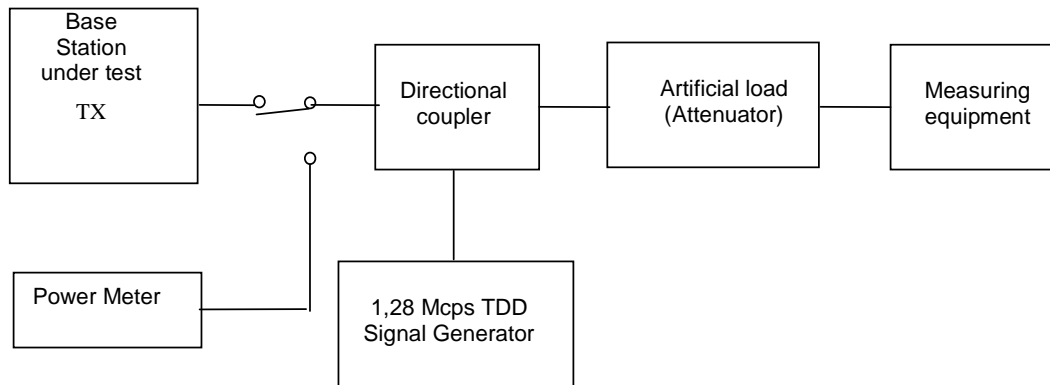 Base
Station
under test
TX
Directional
coupler
Artificial load
(Attenuator)
Measuring
equipment
Power Meter
1,28 Mcps TDD
Signal Generator